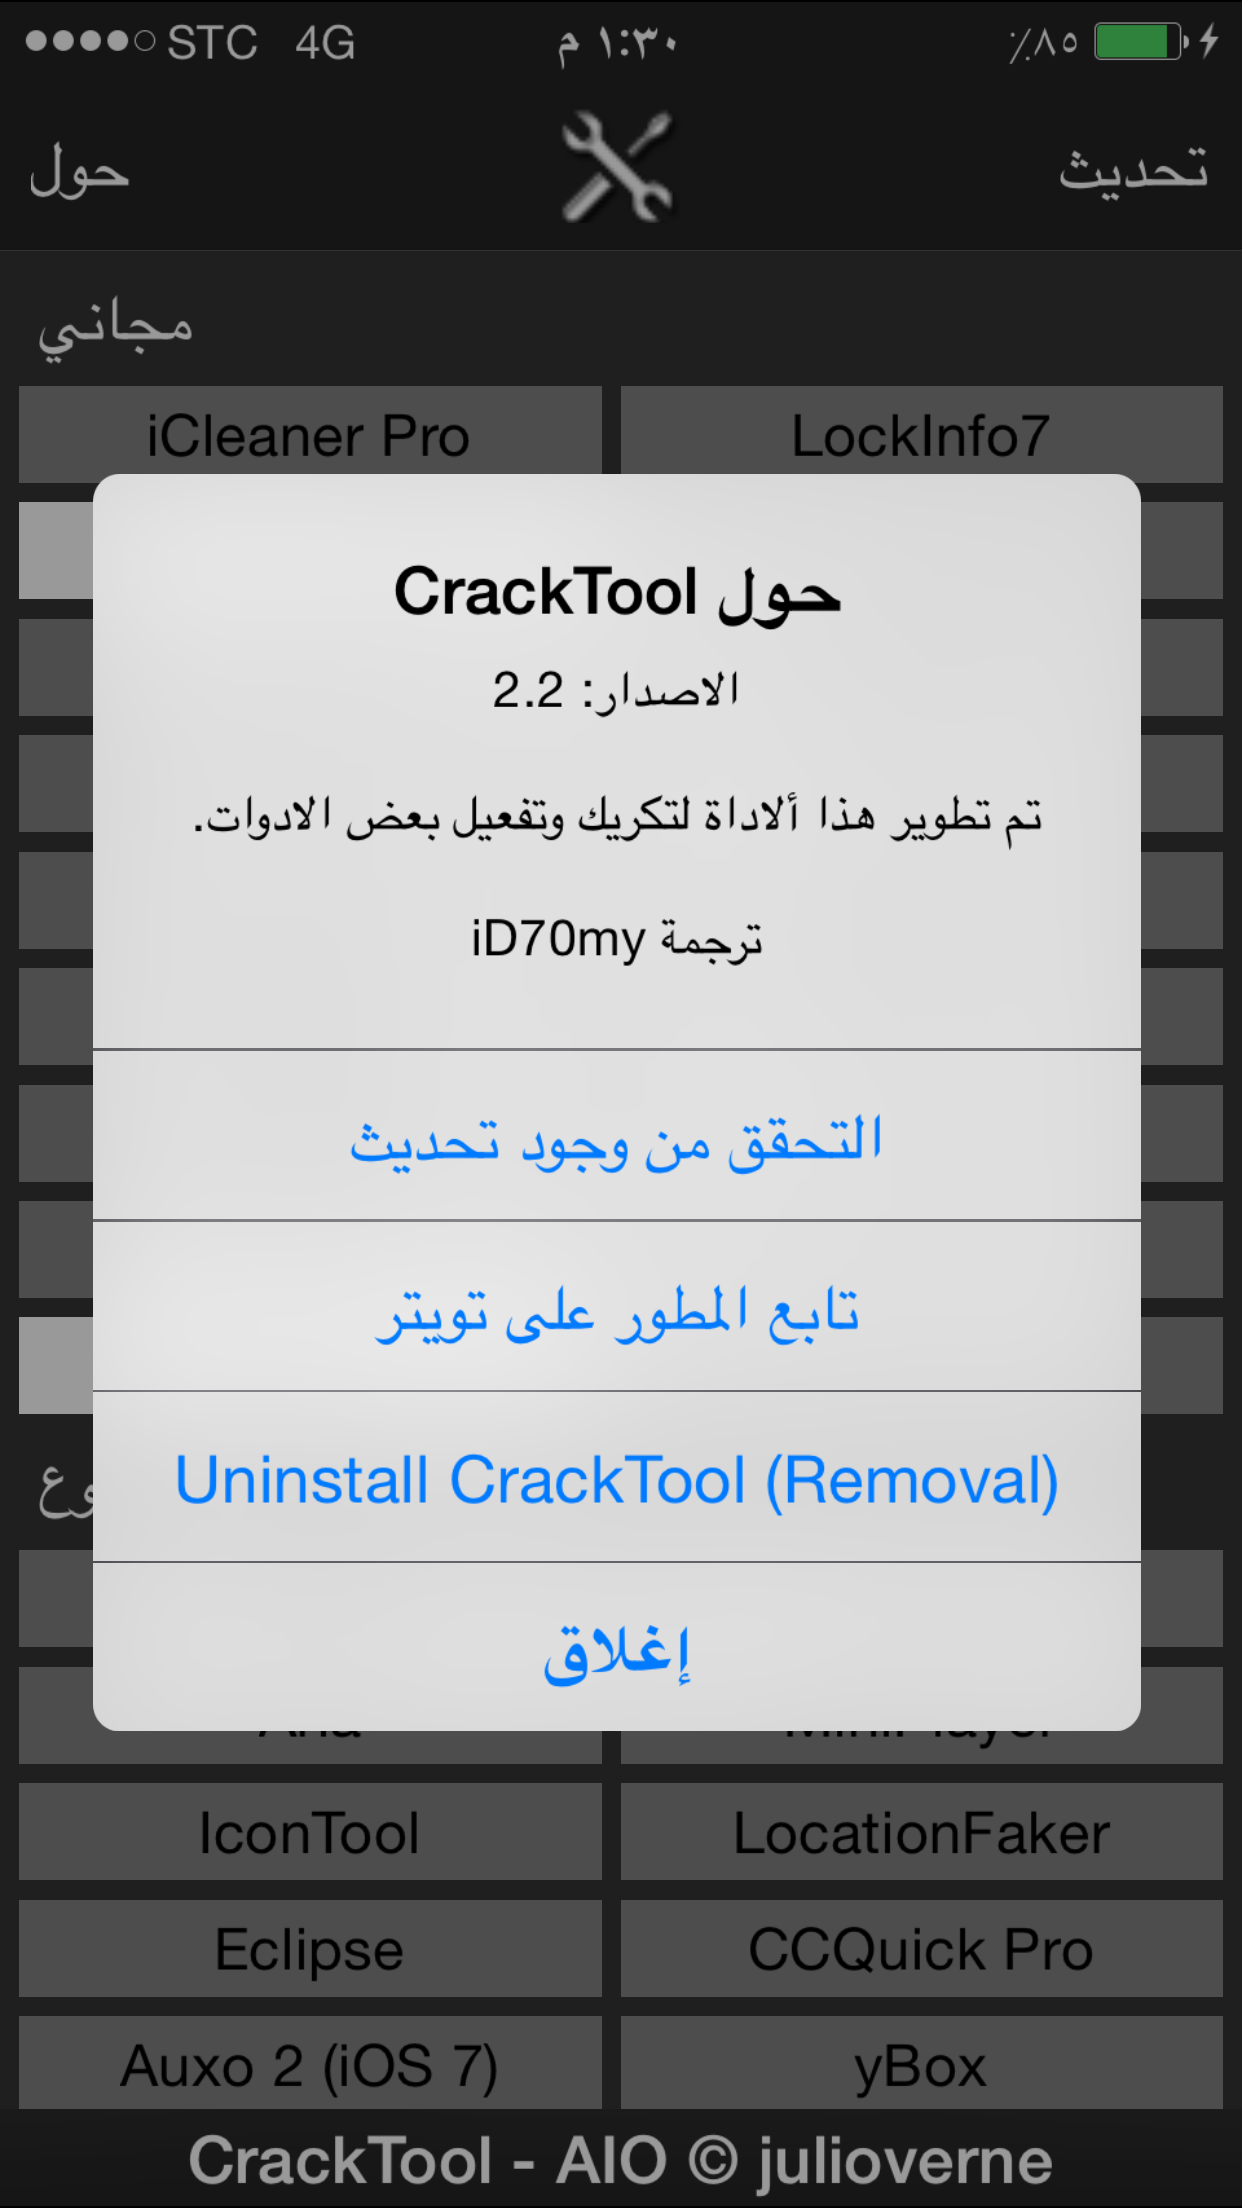 STC 4G ١:٣٠ م ٪٨٥
حول تحديث
مجاني
iCleaner Pro LockInfo7
حول CrackTool
الاصدار: 2.2
تم تطوير هذا ألاداة لتكريك وتفعيل بعض الادوات.
ترجمة iD70my
التحقق من وجود تحديث
تابع المطور على تويتر
Uninstall CrackTool (Removal)
إغلاق
IconTool LocationFaker
Eclipse CCQuick Pro
Auxo 2 (iOS 7) yBox
CrackTool - AIO © julioverne